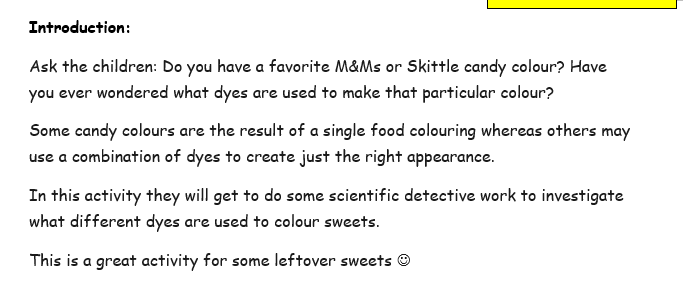 Introduction:
Ask the children: Do you have a favorite M&Ms or Skittle candy colour? Have
you ever wondered what dyes are used to make that particular colour?
Some candy colours are the result of a single food colouring whereas others may
use a combination of dyes to create just the right appearance.
In this activity they will get to do some scientific detective work to investigate
what different dyes are used to colour sweets.
This is a great activity for some leftover sweets ☺